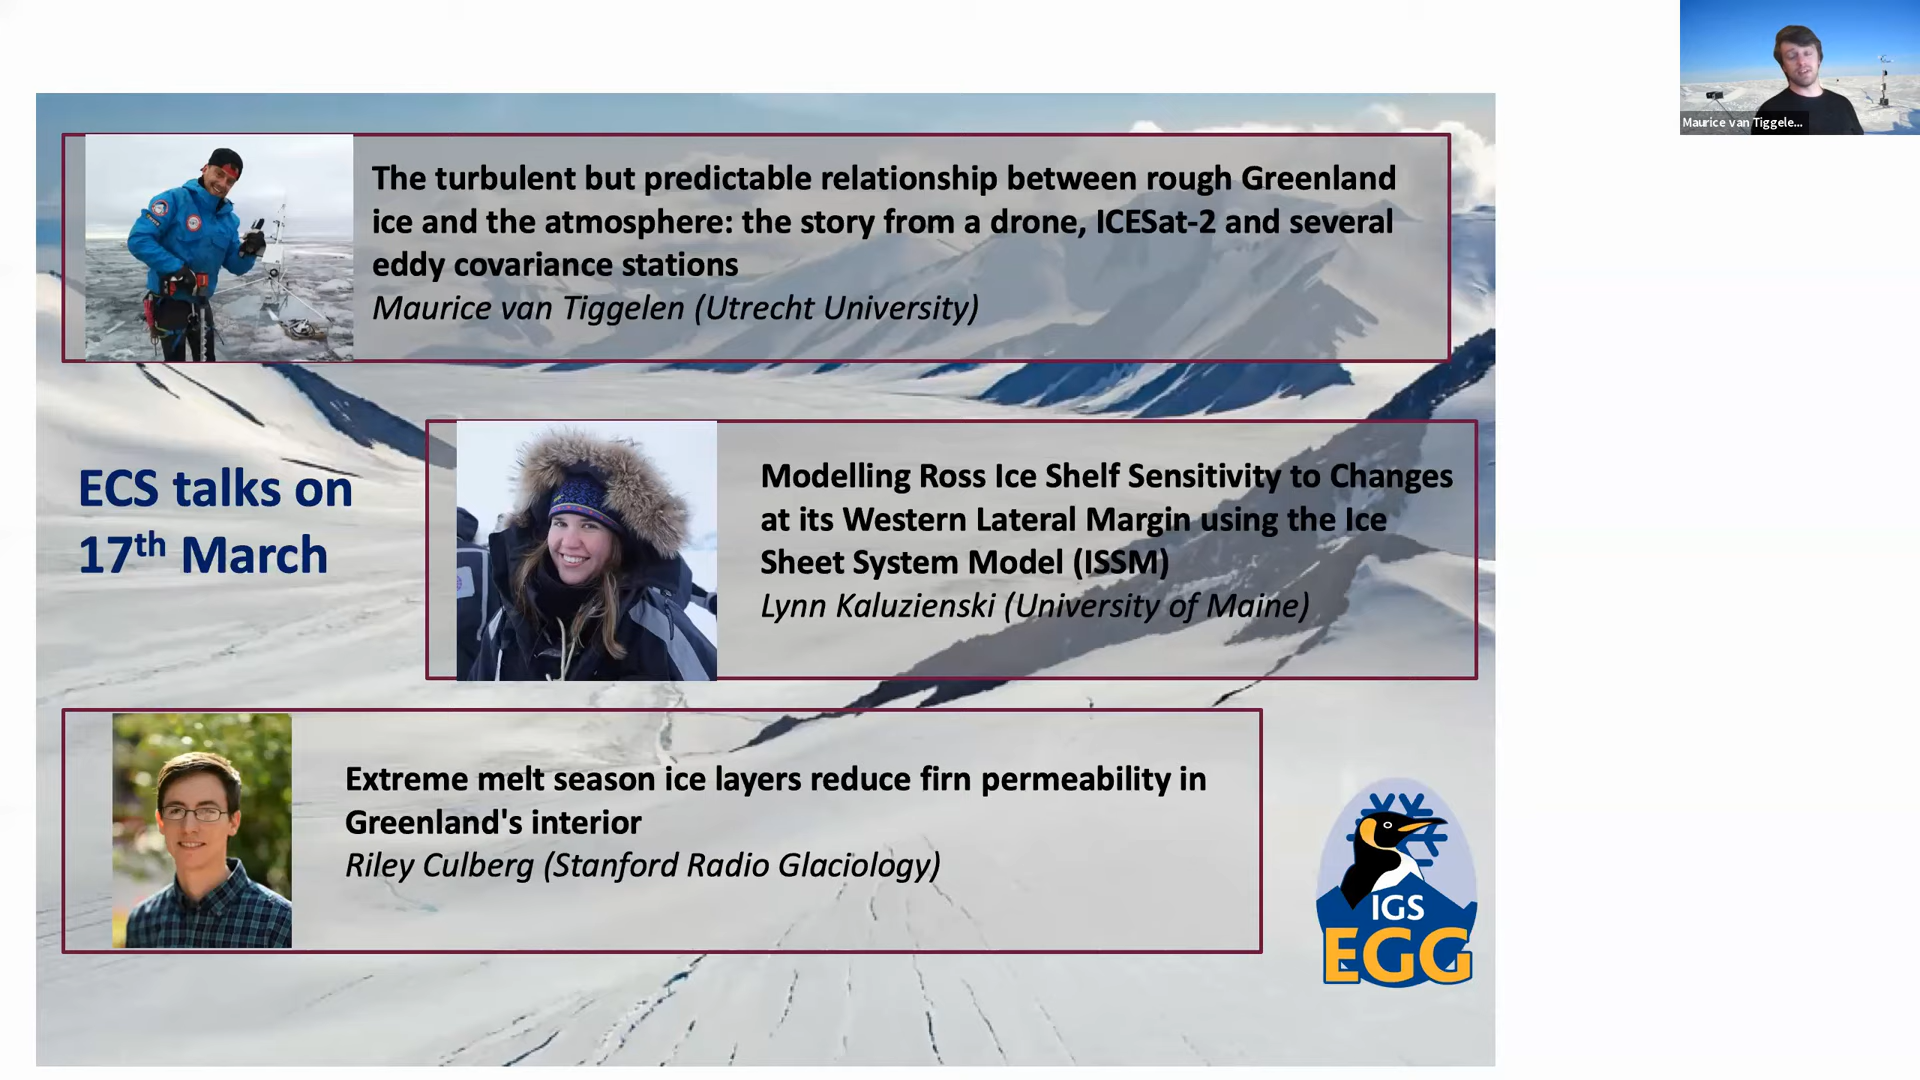 Maurice van Tiggele...
The turbulent but predictable relationship between rough Greenland
ice and the atmosphere: the story from a drone, ICESat-2 and several
eddy covariance stations
Maurice van Tiggelen (Utrecht University)
ECS talks on
17th March
Modelling Ross Ice Shelf Sensitivity to Changes
at its Western Lateral Margin using the Ice
Sheet System Model (ISSM)
Lynn Kaluzienski (University of Maine)
Extreme melt season ice layers reduce firn permeability in
Greenland's interior
Riley Culberg (Stanford Radio Glaciology)
IGS
EGG